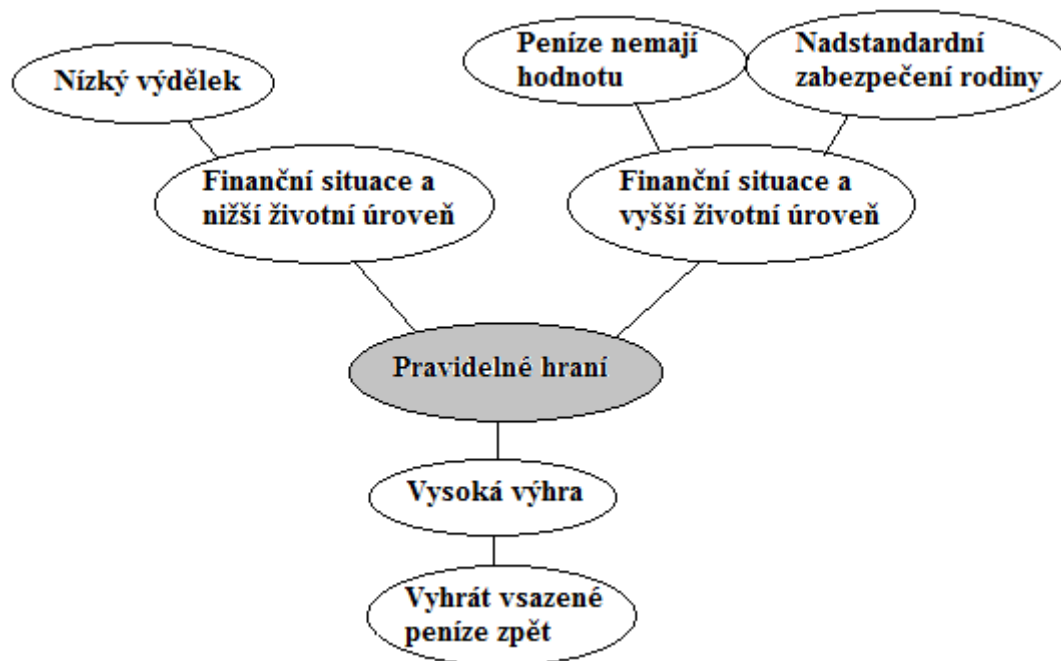 Nízký výdělek
Peníze nemají
hodnotu
Nadstandardní
zabezpečení rodiny
Finanční situace a
nižší životní úroveň
Finanční situace a
vyšší životní úroveň
Pravidelné hraní
Vysoká výhra
Vyhrát vsazené
peníze zpět